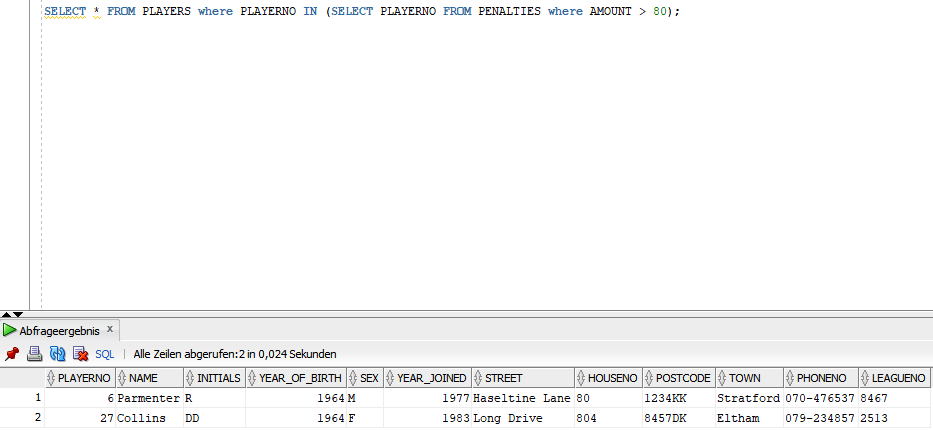 SELECT * FROM PLAYERS where PLAYERNO IN (SELECT PLAYERNO FROM PENALTIES where AMOUNT > 80);
Abfrageergebnis x
SQL | Alle Zeilen abgerufen:2 in 0,024 Sekunden
PLAYERNO NAME INITIALS YEAR_OF_BIRTH SEX YEAR_JOINED STREET HOUSENO POSTCODE TOWN PHONENO LEAGUENO
1 6 Parmenter R 1964 M 1977 Haseltine Lane 80 1234KK Stratford 070-476537 8467
2 27 Collins DD 1964 F 1983 Long Drive 804 8457DK Eltham 079-234857 2513